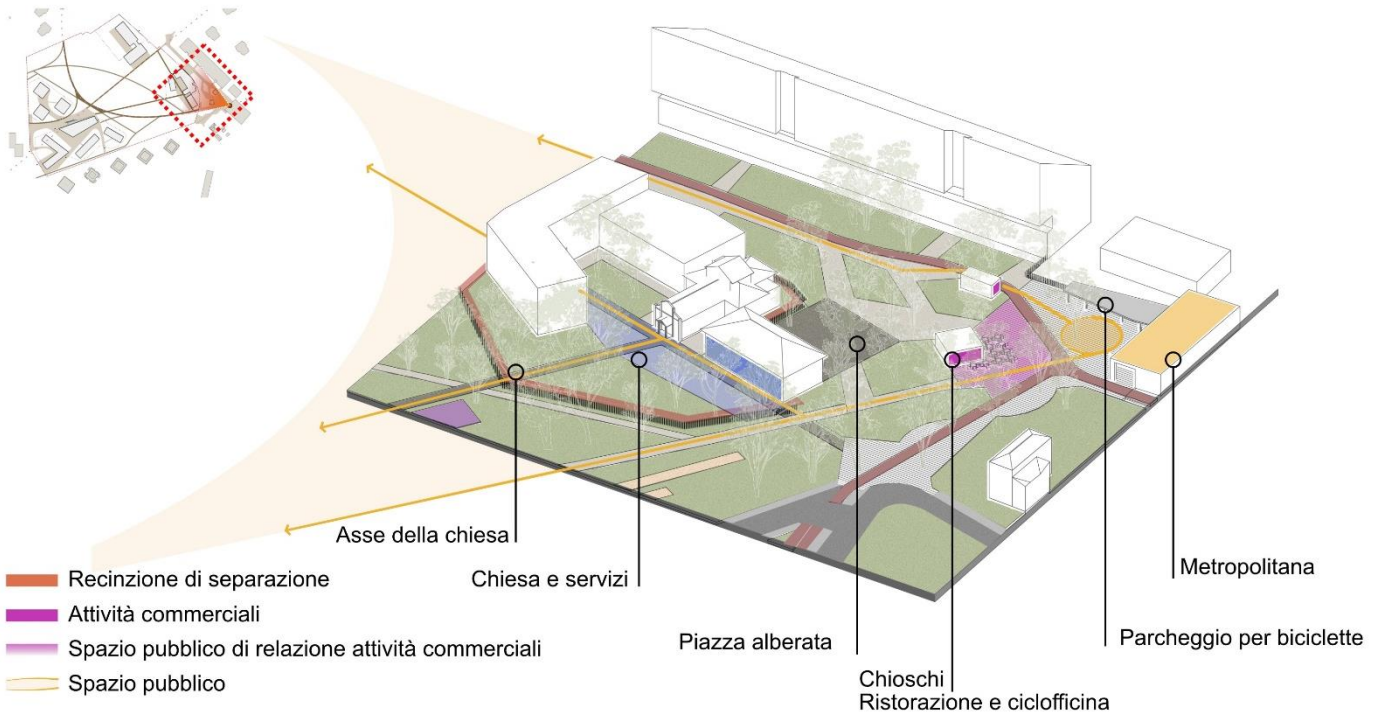 Asse della chiesa
Chiesa e servizi
Piazza alberata
Chioschi
Ristorazione e ciclofficina
Parcheggio per biciclette
Metropolitana
Recinzione di separazione
Attività commerciali
Spazio pubblico di relazione attività commerciali
Spazio pubblico